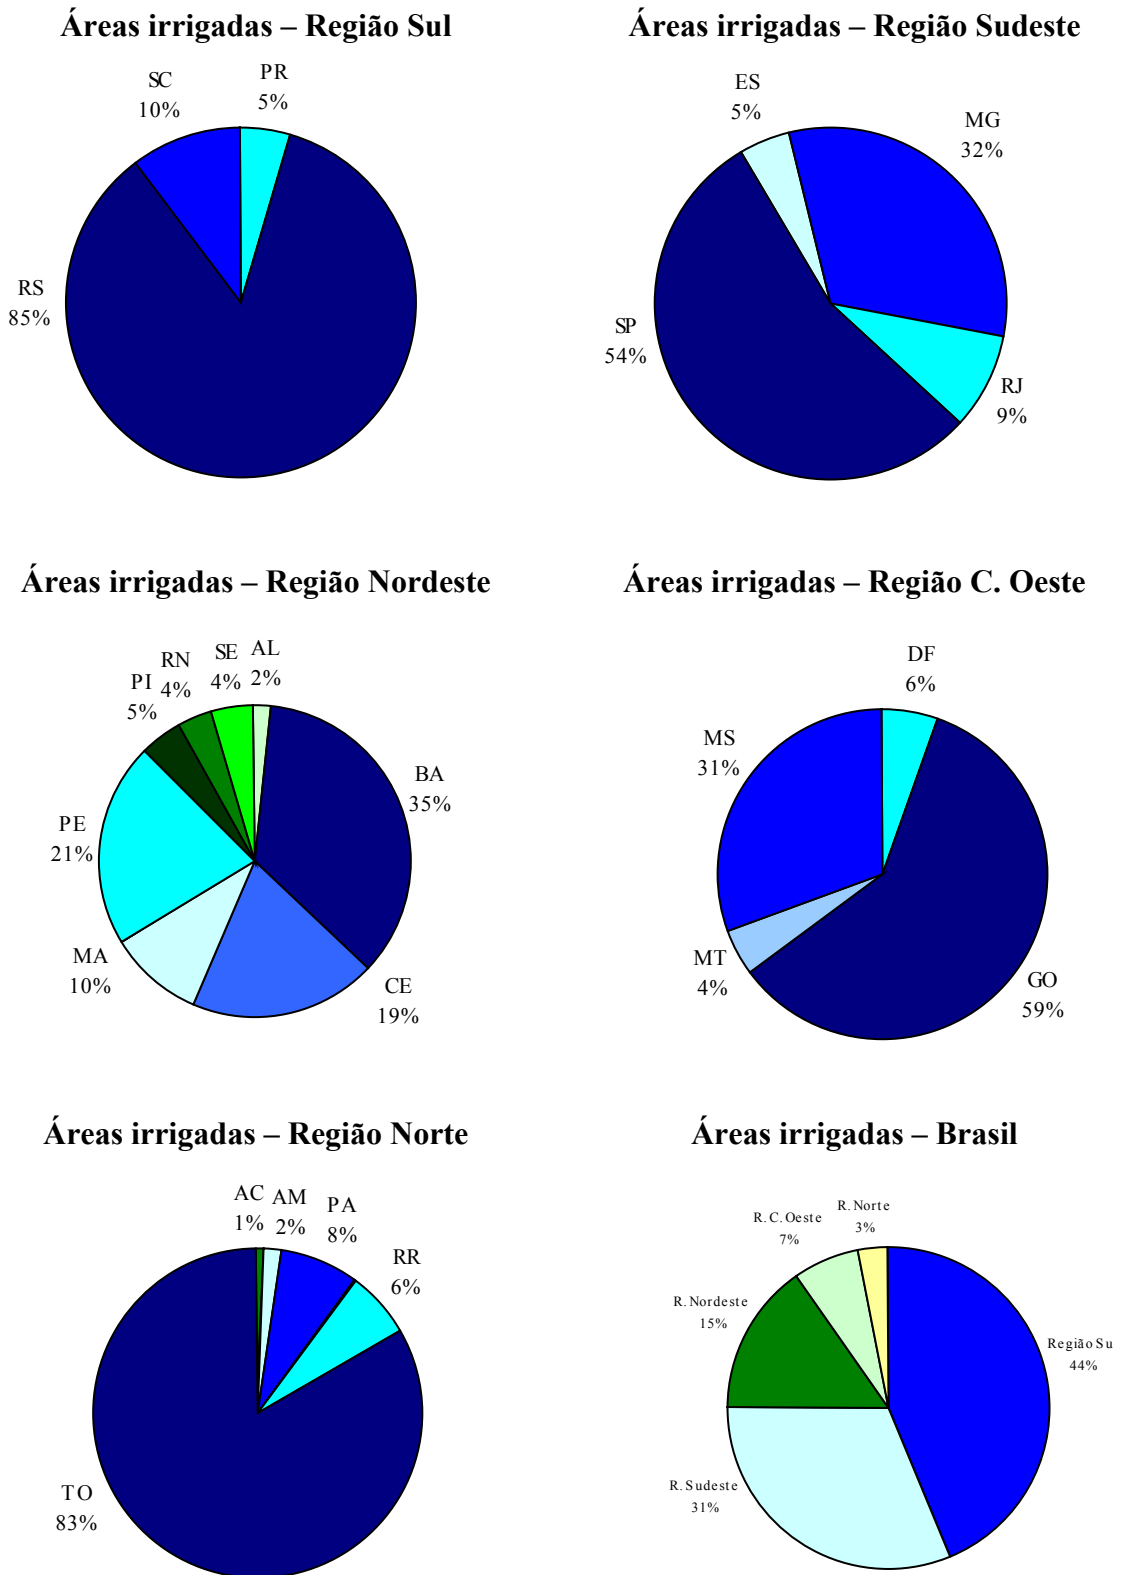 Áreas irrigadas – Região Sul
SC
10%
PR
5%
RS
85%
Áreas irrigadas – Região Sudeste
ES
5%
MG
32%
SP
54%
RJ
9%
Áreas irrigadas – Região Nordeste
PI
5%
RN
4%
SE
4%
AL
2%
BA
35%
PE
21%
MA
10%
CE
19%
Áreas irrigadas – Região C. Oeste
DF
6%
MS
31%
MT
4%
GO
59%
Áreas irrigadas – Região Norte
AC
1%
AM
2%
PA
8%
RR
6%
TO
83%
Áreas irrigadas – Brasil
R. C. Oeste
7%
R. Norte
3%
R. Nordeste
15%
Região Su
44%
R. Sudeste
31%